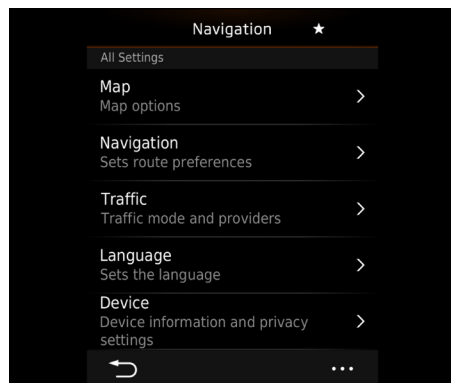 Navigation
All Settings
Map
Map options
Navigation
Sets route preferences
Traffic
Traffic mode and providers
Language
Sets the language
Device
Device information and privacy
settings